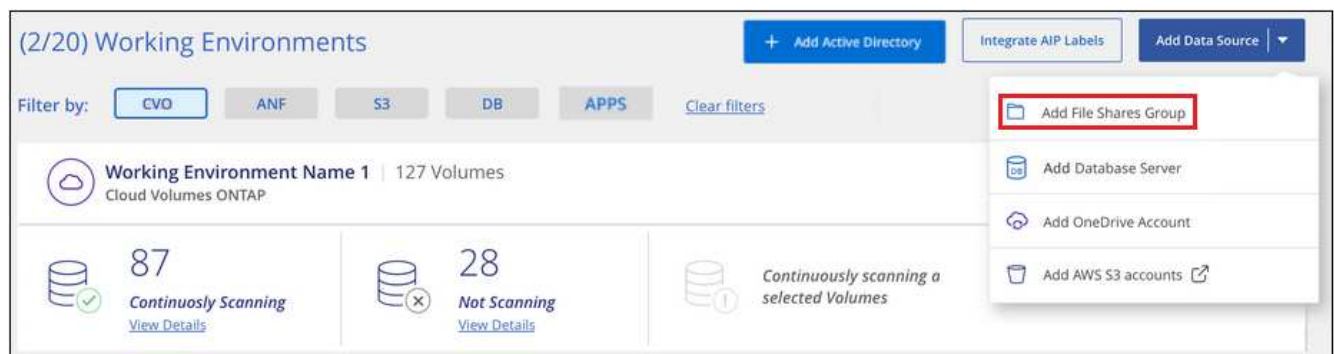 (2/20) Working Environments
+ Add Active Directory
Integrate AIP Labels
Add Data Source
Filter by:
CVO
ANF
S3
DB
APPS
Clear filters
Add File Shares Group
DB
Add Database Server
Add OneDrive Account
Add AWS S3 accounts
Working Environment Name 1 | 127 Volumes
Cloud Volumes ONTAP
87
Continuosly Scanning
View Details
28
Not Scanning
View Details
Continuously scanning a
selected Volumes